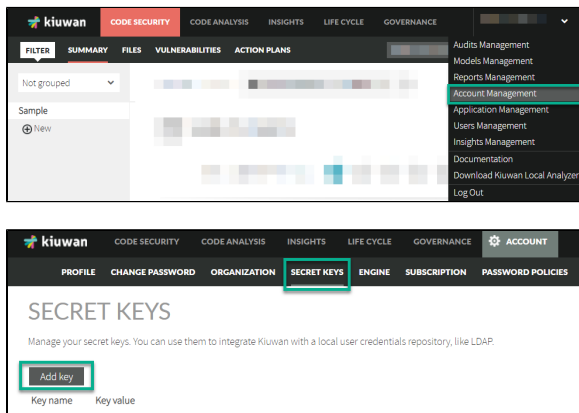 kiuwan CODE SECURITY CODE ANALYSIS INSIGHTS LIFE CYCLE GOVERNANCE
FILTER SUMMARY FILES VULNERABILITIES ACTION PLANS
Audits Management
Models Management
Reports Management
Account Management
Application Management
Users Management
Insights Management
Documentation
Download Kiuwan Local Analyzer
Log Out
Not grouped
Sample
New
kiuwan CODE SECURITY CODE ANALYSIS INSIGHTS LIFE CYCLE GOVERNANCE ACCOUNT
PROFILE CHANGE PASSWORD ORGANIZATION SECRET KEYS ENGINE SUBSCRIPTION PASSWORD POLICIES
SECRET KEYS
Manage your secret keys. You can use them to integrate Kiuwan with a local user credentials repository, like LDAP.
Add key
Key name Key value